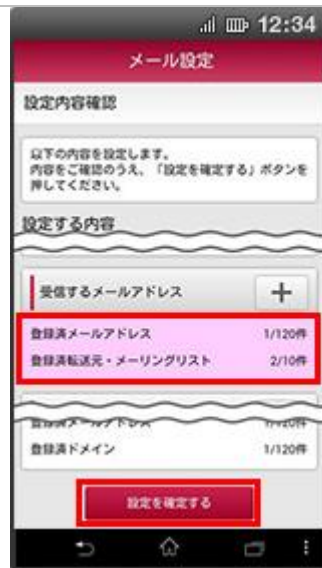 12:34
メール設定
設定内容確認
以下の内容を設定します。
内容をご確認のうえ、「設定を確定する」ボタンを
押してください。
設定する内容
受信するメールアドレス
登録済メールアドレス 1/120件
登録済転送元・メーリングリスト 2/10件
登録済ドメイン 1/120件
設定を確定する